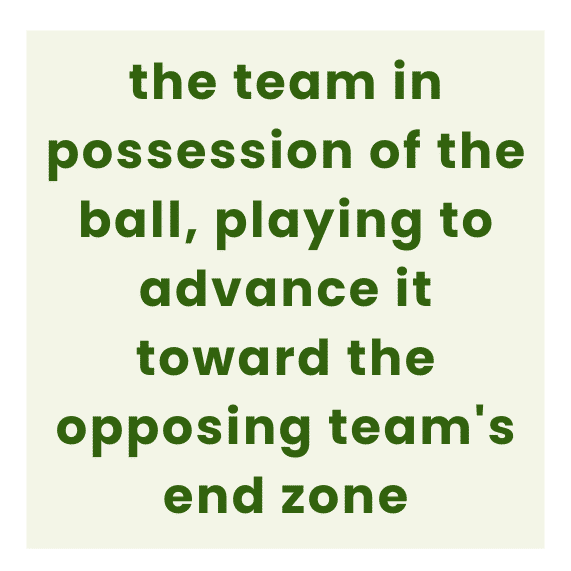 the team in
possession of the
ball, playing to
advance it
toward the
opposing team's
end zone